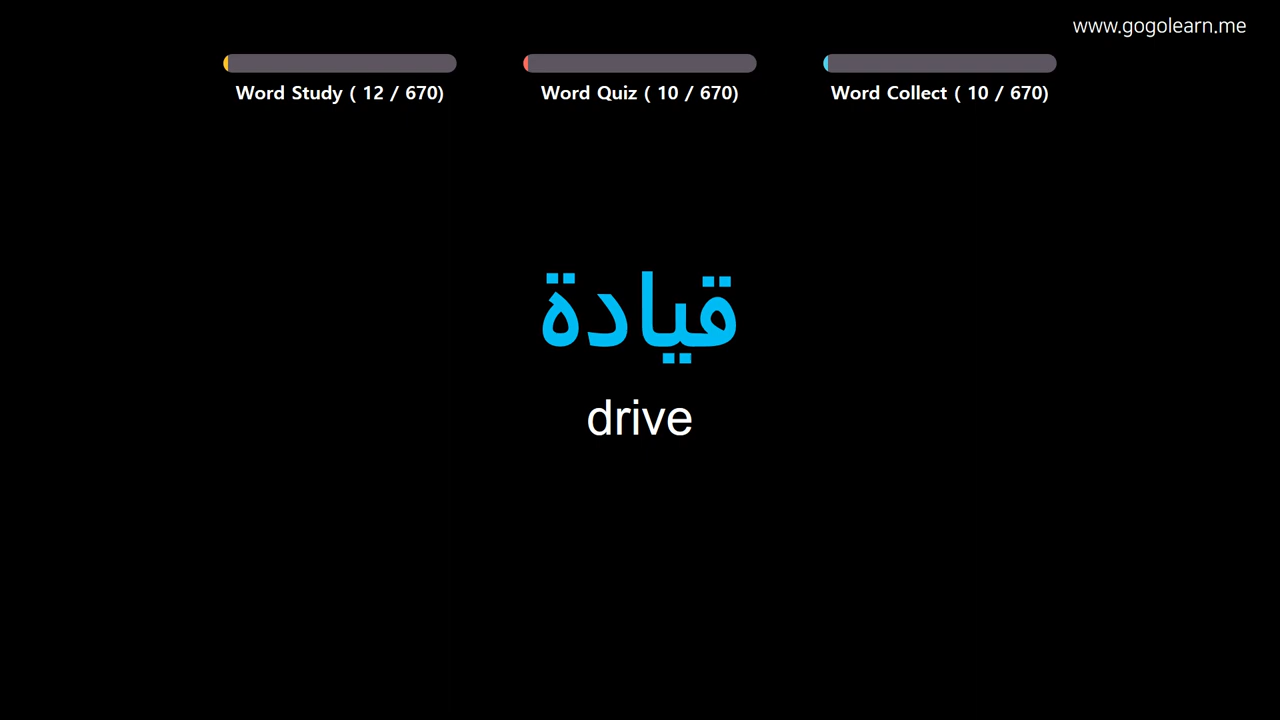 www.gogolearn.me
Word Study ( 12 / 670)
Word Quiz ( 10 / 670)
Word Collect ( 10 / 670)
قيادة
drive